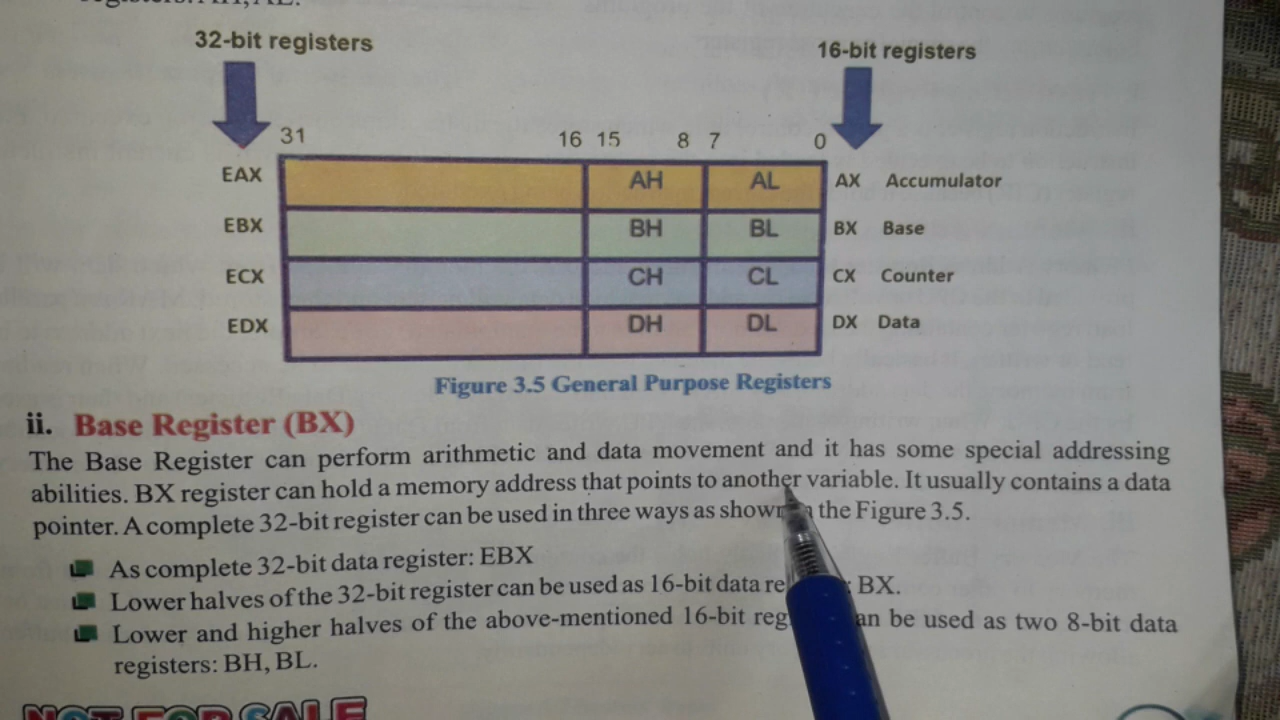 32-bit registers
16-bit registers
31 16 15 8 7 0
EAX AH AL AX Accumulator
EBX BH BL BX Base
ECX CH CL CX Counter
EDX DH DL DX Data
Figure 3.5 General Purpose Registers
ii. Base Register (BX)
The Base Register can perform arithmetic and data movement and it has some special addressing
abilities. BX register can hold a memory address that points to another variable. It usually contains a data
pointer. A complete 32-bit register can be used in three ways as shown the Figure 3.5.
As complete 32-bit data register: EBX
Lower halves of the 32-bit register can be used as 16-bit data : BX.
Lower and higher halves of the above-mentioned 16-bit be used as two 8-bit data
registers: BH, BL.
NOT FOR SALE